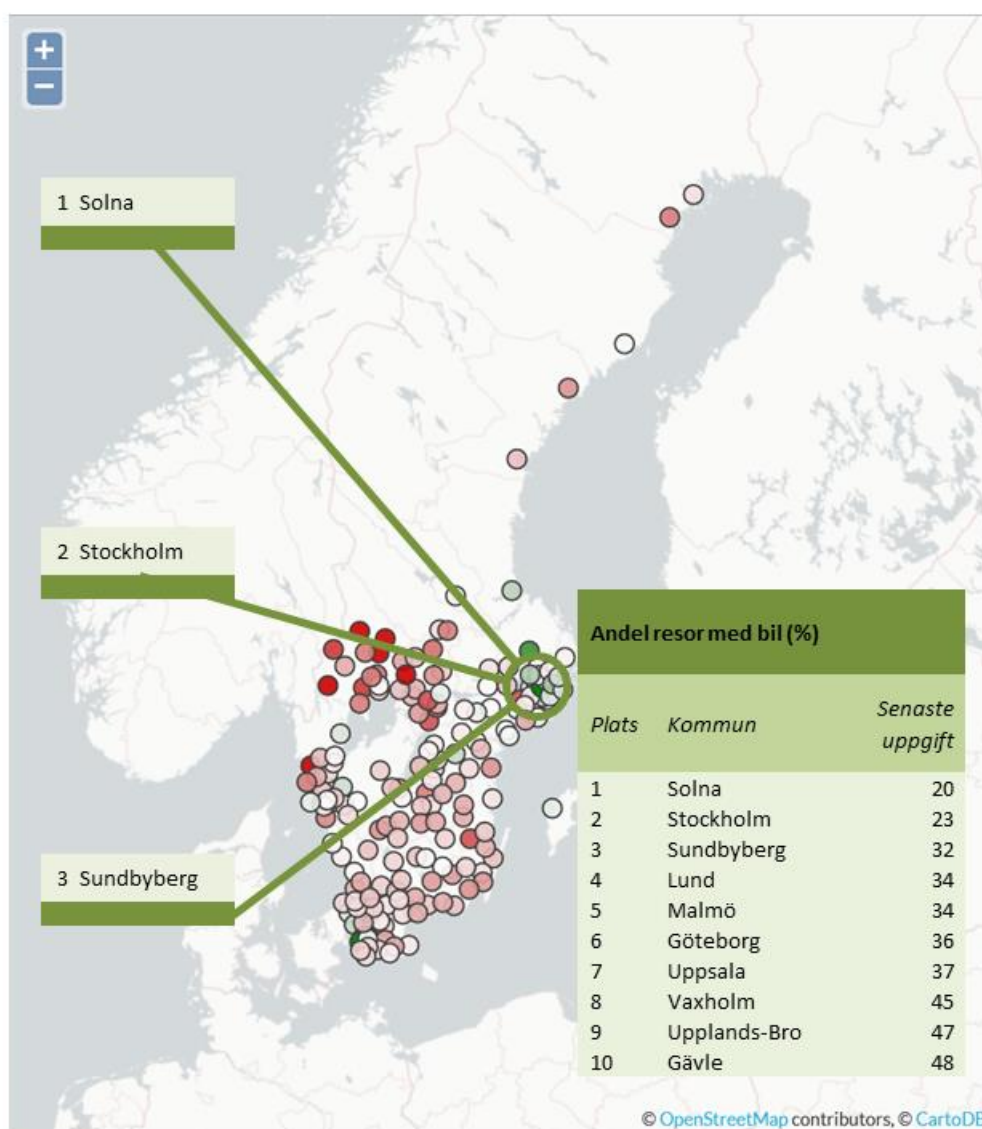 +
−
1 Solna
2 Stockholm
3 Sundbyberg
Andel resor med bil (%)
Plats Kommun Senaste uppgift
1 Solna 20
2 Stockholm 23
3 Sundbyberg 32
4 Lund 34
5 Malmö 34
6 Göteborg 36
7 Uppsala 37
8 Vaxholm 45
9 Upplands-Bro 47
10 Gävle 48
© OpenStreetMap contributors, © CartoDB